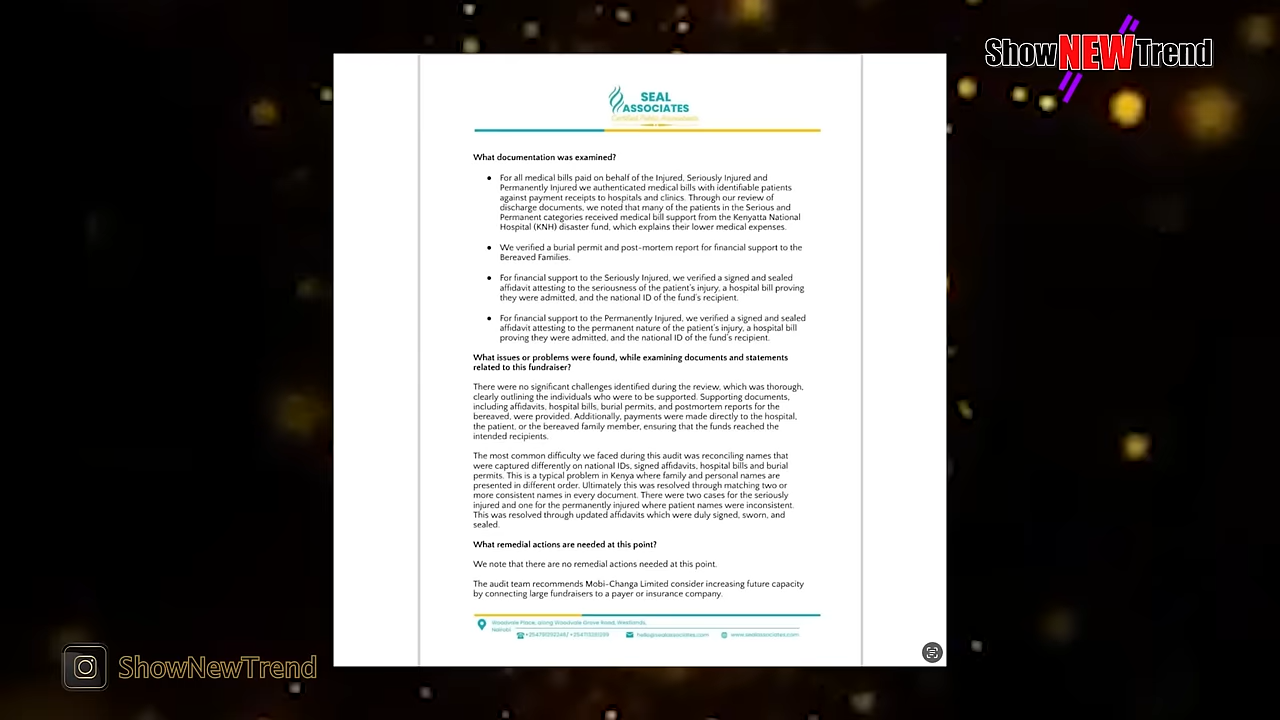 ShowNEWTrend
SEAL
ASSOCIATES
Certified Public Accountants
What documentation was examined?
● For all medical bills paid on behalf of the Injured, Seriously Injured and
Permanently Injured we authenticated medical bills with identifiable patients
against payment receipts to hospitals and clinics. Through our review of
discharge documents, we noted that many of the patients in the Serious and
Permanent categories received medical bill support from the Kenyatta National
Hospital (KNH) disaster fund, which explains their lower medical expenses.
● We verified a burial permit and post-mortem report for financial support to the
Bereaved Families.
● For financial support to the Seriously Injured, we verified a signed and sealed
affidavit attesting to the seriousness of the patient's injury, a hospital bill proving
they were admitted, and the national ID of the fund's recipient.
● For financial support to the Permanently Injured, we verified a signed and sealed
affidavit attesting to the permanent nature of the patient's injury, a hospital bill
proving they were admitted, and the national ID of the fund's recipient.
What issues or problems were found, while examining documents and statements
related to this fundraiser?
There were no significant challenges identified during the review, which was thorough,
clearly outlining the individuals who were to be supported. Supporting documents,
including affidavits, hospital bills, burial permits, and postmortem reports for the
bereaved, were provided. Additionally, payments were made directly to the hospital,
the patient, or the bereaved family member, ensuring that the funds reached the
intended recipients.
The most common difficulty we faced during this audit was reconciling names that
were captured differently on national IDs, signed affidavits, hospital bills and burial
permits. This is a typical problem in Kenya where family and personal names are
presented in different order. Ultimately this was resolved through matching two or
more consistent names in every document. There were two cases for the seriously
injured and one for the permanently injured where patient names were inconsistent.
This was resolved through updated affidavits which were duly signed, sworn, and
sealed.
What remedial actions are needed at this point?
We note that there are no remedial actions needed at this point.
The audit team recommends Mobi-Changa Limited consider increasing future capacity
by connecting large fundraisers to a payer or insurance company.
Woodvale Place, along Woodvale Grove Road, Westlands,
Nairobi
hello@sealassociates.com www.sealassociates.com
ShowNewTrend